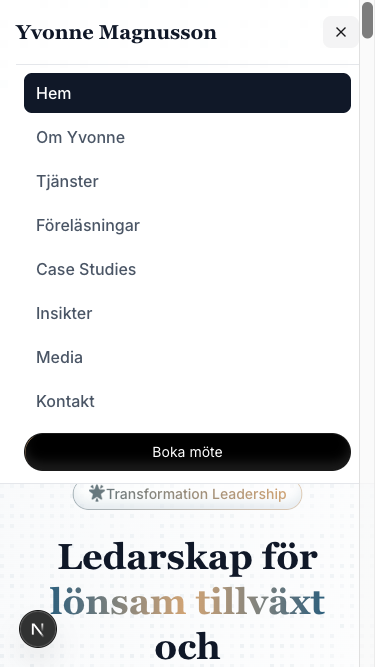 Yvonne Magnusson
Hem
Om Yvonne
Tjänster
Föreläsningar
Case Studies
Insikter
Media
Kontakt
Boka möte
Transformation Leadership
Ledarskap för
lönsam tillväxt
och
N